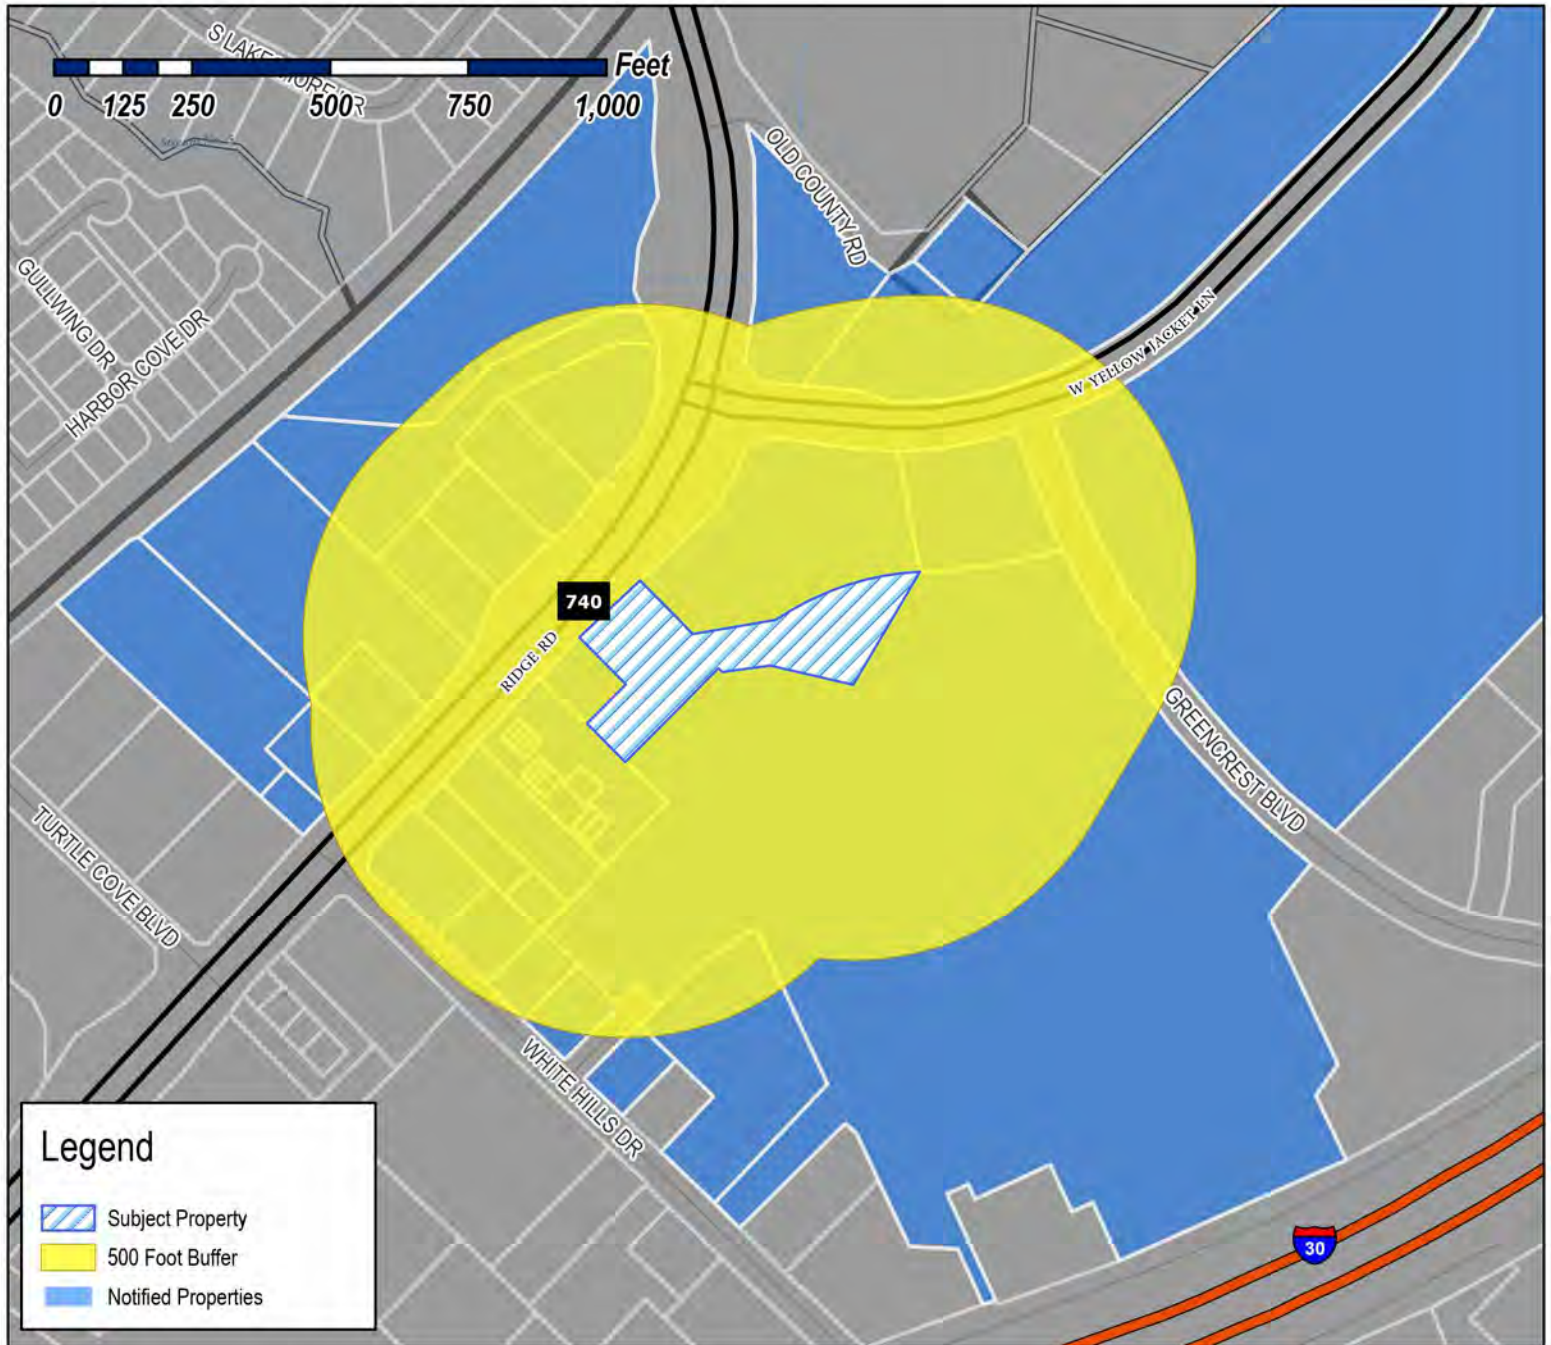 S LAKESHORE DR
Feet
0 125 250 500 750 1,000
OLD COUNTY RD
GULLWING DR
HARBOR COVE DR
W YELLOW JACKET LN
740
RIDGE RD
GREENCREST BLVD
TURTLE COVE BLVD
WHITE HILLS DR
Legend
Subject Property
500 Foot Buffer
Notified Properties
30